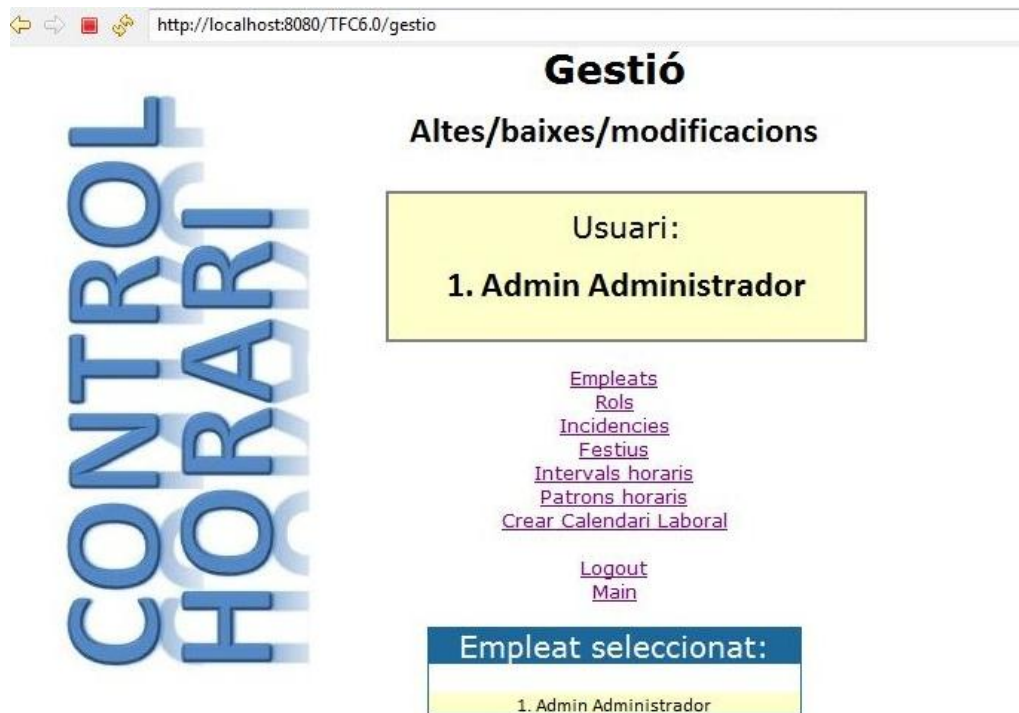 http://localhost:8080/TFC6.0/gestio
CONTROL
HORARI
Gestió
Altes/baixes/modificacions
Usuari:
1. Admin Administrador
Empleats
Rols
Incidencies
Festius
Intervals horaris
Patrons horaris
Crear Calendari Laboral
Logout
Main
Empleat seleccionat:
1. Admin Administrador